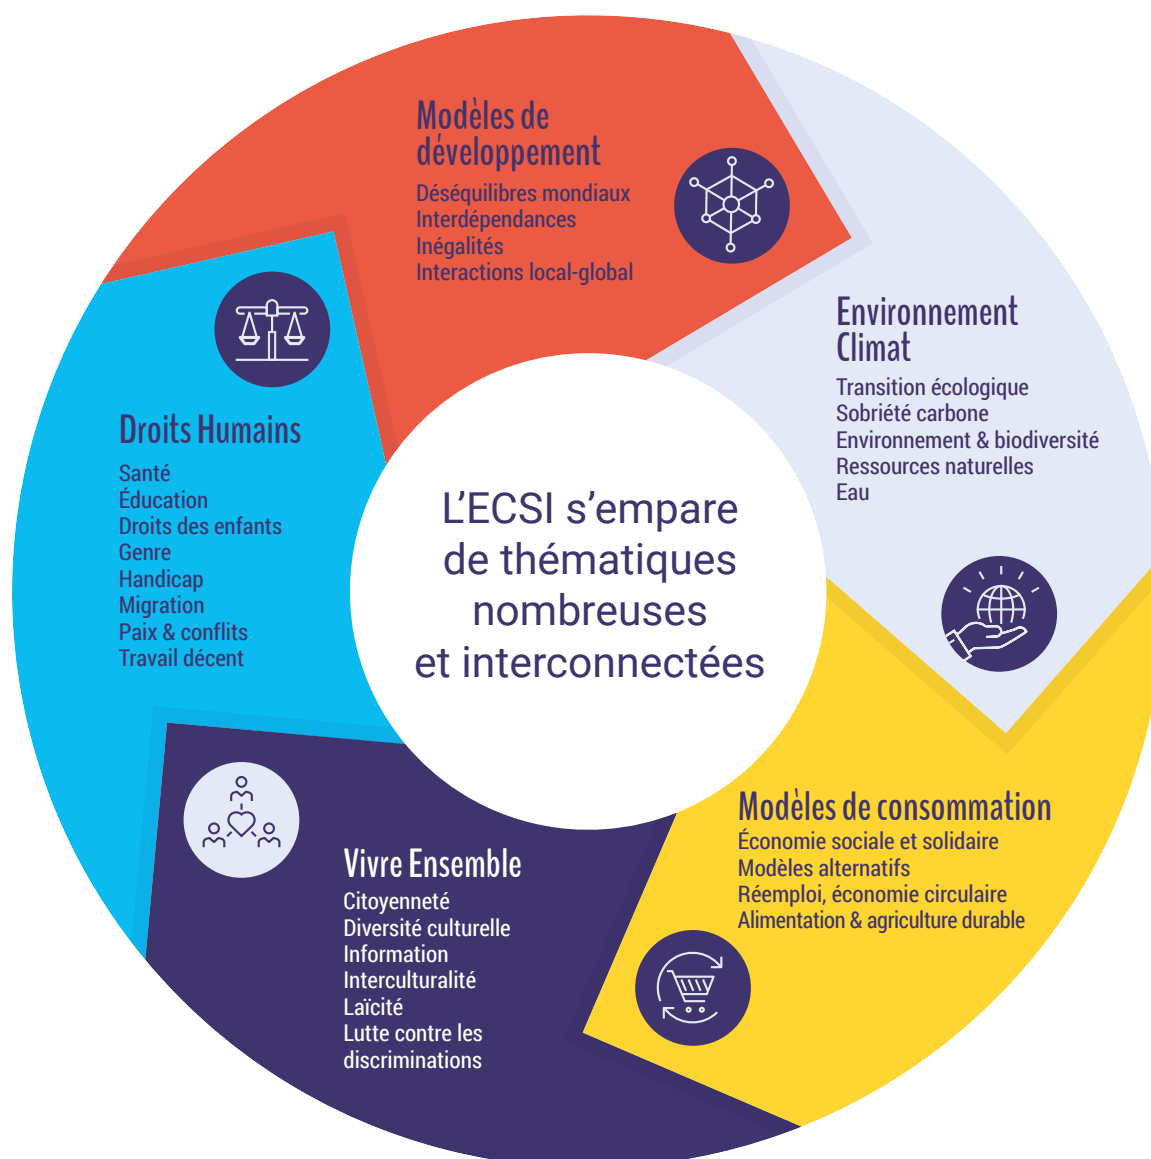 Modèles de
développement
Déséquilibres mondiaux
Interdépendances
Inégalités
Interactions local-global
Environnement
Climat
Transition écologique
Sobriété carbone
Environnement & biodiversité
Ressources naturelles
Eau
Modèles de consommation
Économie sociale et solidaire
Modèles alternatifs
Réemploi, économie circulaire
Alimentation & agriculture durable
Vivre Ensemble
Citoyenneté
Diversité culturelle
Information
Interculturalité
Laïcité
Lutte contre les
discriminations
Droits Humains
Santé
Éducation
Droits des enfants
Genre
Handicap
Migration
Paix & conflits
Travail décent
L’ECSI s’empare
de thématiques
nombreuses
et interconnectées